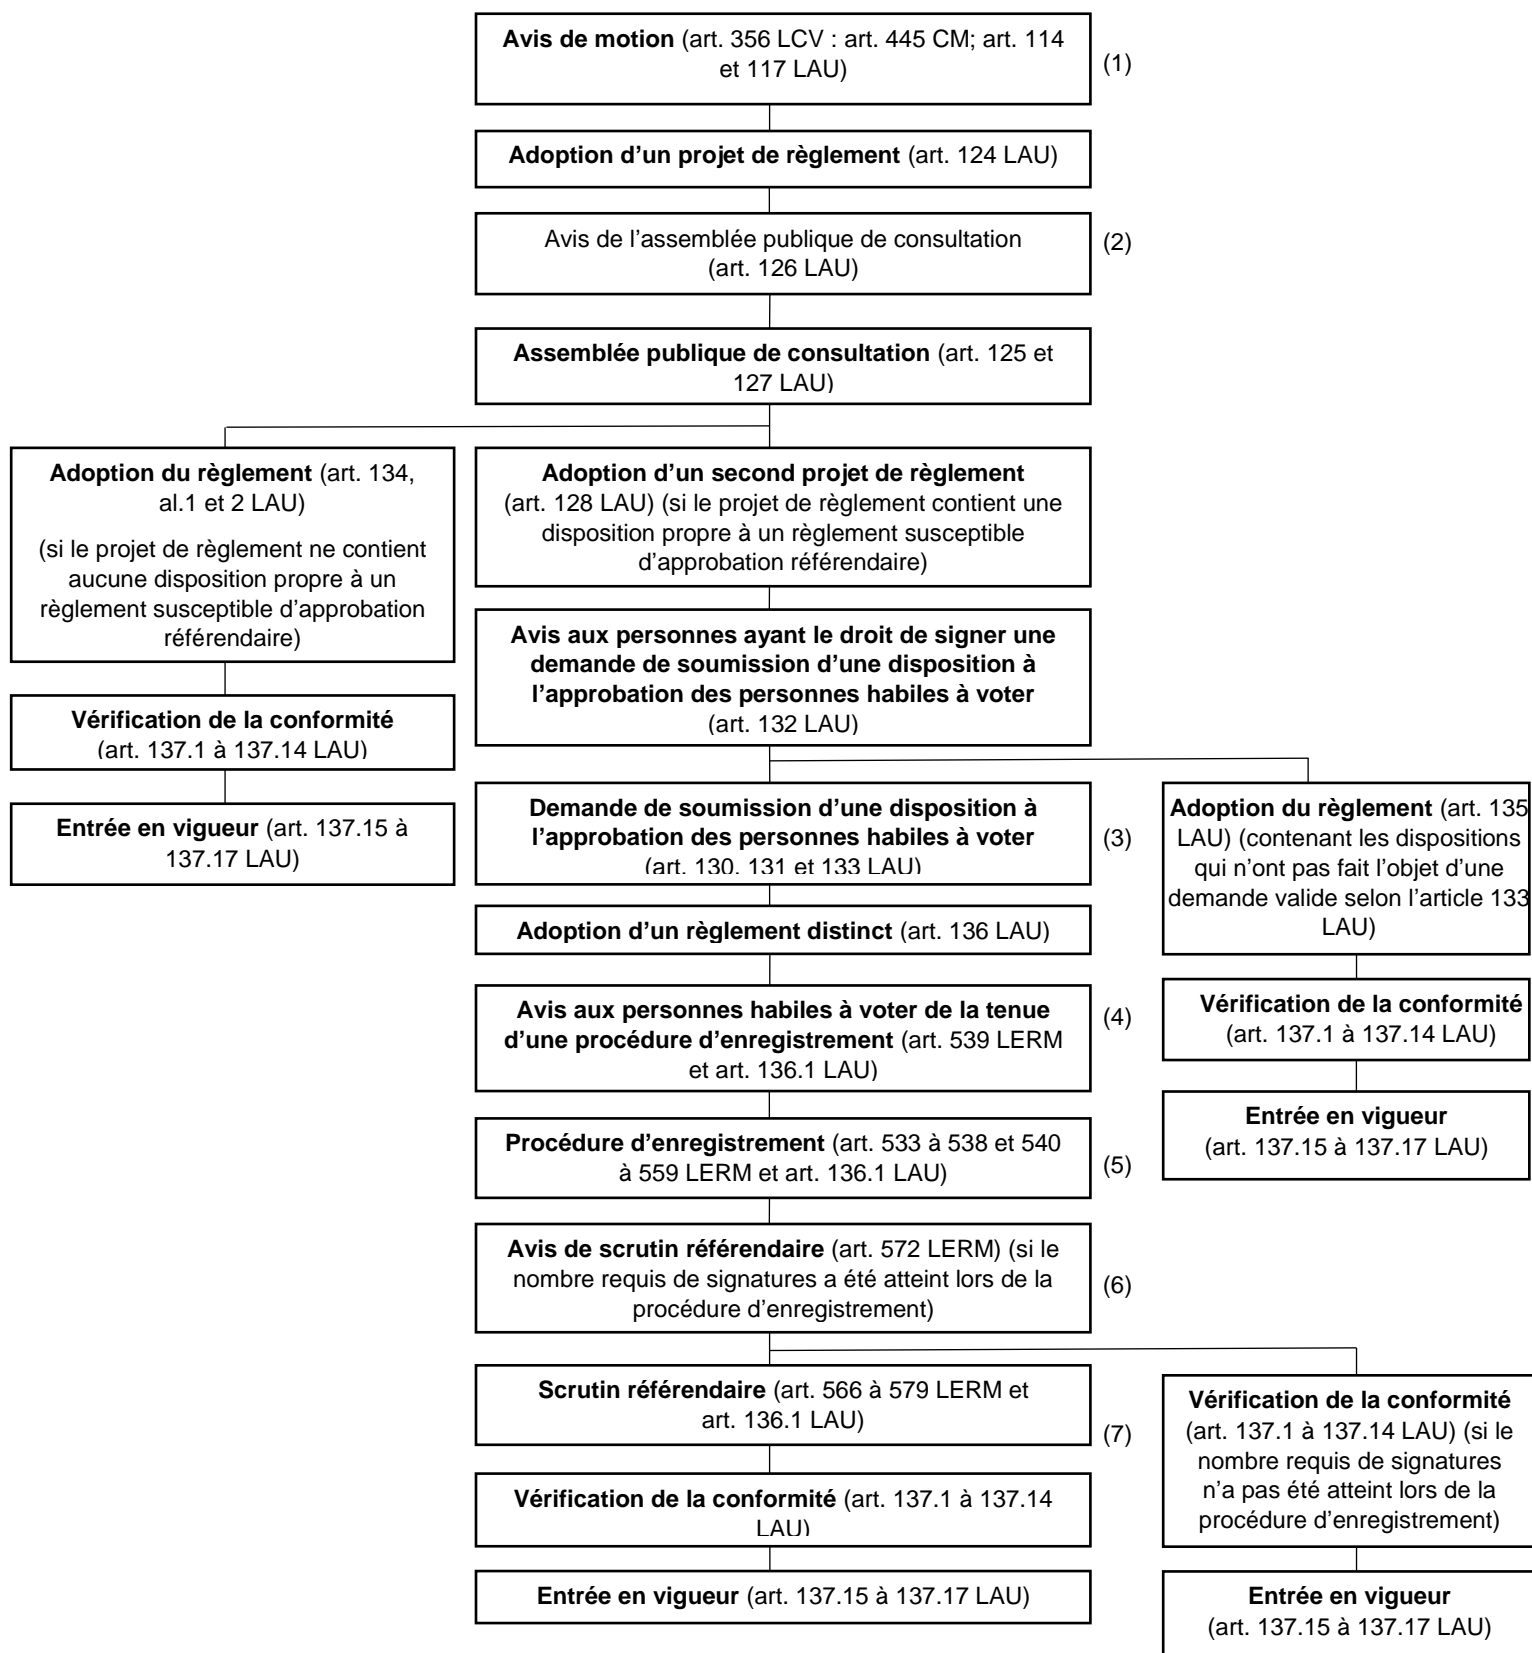 Avis de motion (art. 356 LCV : art. 445 CM; art. 114
et 117 LAU)
(1)
Adoption d’un projet de règlement (art. 124 LAU)
Avis de l’assemblée publique de consultation
(art. 126 LAU)
(2)
Assemblée publique de consultation (art. 125 et
127 LAU)
Adoption du règlement (art. 134,
al.1 et 2 LAU)
(si le projet de règlement ne contient
aucune disposition propre à un
règlement susceptible d’approbation
référendaire)
Vérification de la conformité
(art. 137.1 à 137.14 LAU)
Entrée en vigueur (art. 137.15 à
137.17 LAU)
Adoption d’un second projet de règlement
(art. 128 LAU) (si le projet de règlement contient une
disposition propre à un règlement susceptible
d’approbation référendaire)
Avis aux personnes ayant le droit de signer une
demande de soumission d’une disposition à
l’approbation des personnes habiles à voter
(art. 132 LAU)
Demande de soumission d’une disposition à
l’approbation des personnes habiles à voter
(art. 130, 131 et 133 LAU)
(3)
Adoption du règlement (art. 135
LAU) (contenant les dispositions
qui n’ont pas fait l’objet d’une
demande valide selon l’article 133
LAU)
Vérification de la conformité
(art. 137.1 à 137.14 LAU)
Entrée en vigueur
(art. 137.15 à 137.17 LAU)
Adoption d’un règlement distinct (art. 136 LAU)
Avis aux personnes habiles à voter de la tenue
d’une procédure d’enregistrement (art. 539 LERM
et art. 136.1 LAU)
(4)
Procédure d’enregistrement (art. 533 à 538 et 540
à 559 LERM et art. 136.1 LAU)
(5)
Avis de scrutin référendaire (art. 572 LERM) (si le
nombre requis de signatures a été atteint lors de la
procédure d’enregistrement)
(6)
Scrutin référendaire (art. 566 à 579 LERM et
art. 136.1 LAU)
(7)
Vérification de la conformité (art. 137.1 à 137.14
LAU)
Entrée en vigueur (art. 137.15 à 137.17 LAU)
Vérification de la conformité
(art. 137.1 à 137.14 LAU) (si le
nombre requis de signatures
n’a pas été atteint lors de la
procédure d’enregistrement)
Entrée en vigueur
(art. 137.15 à 137.17 LAU)